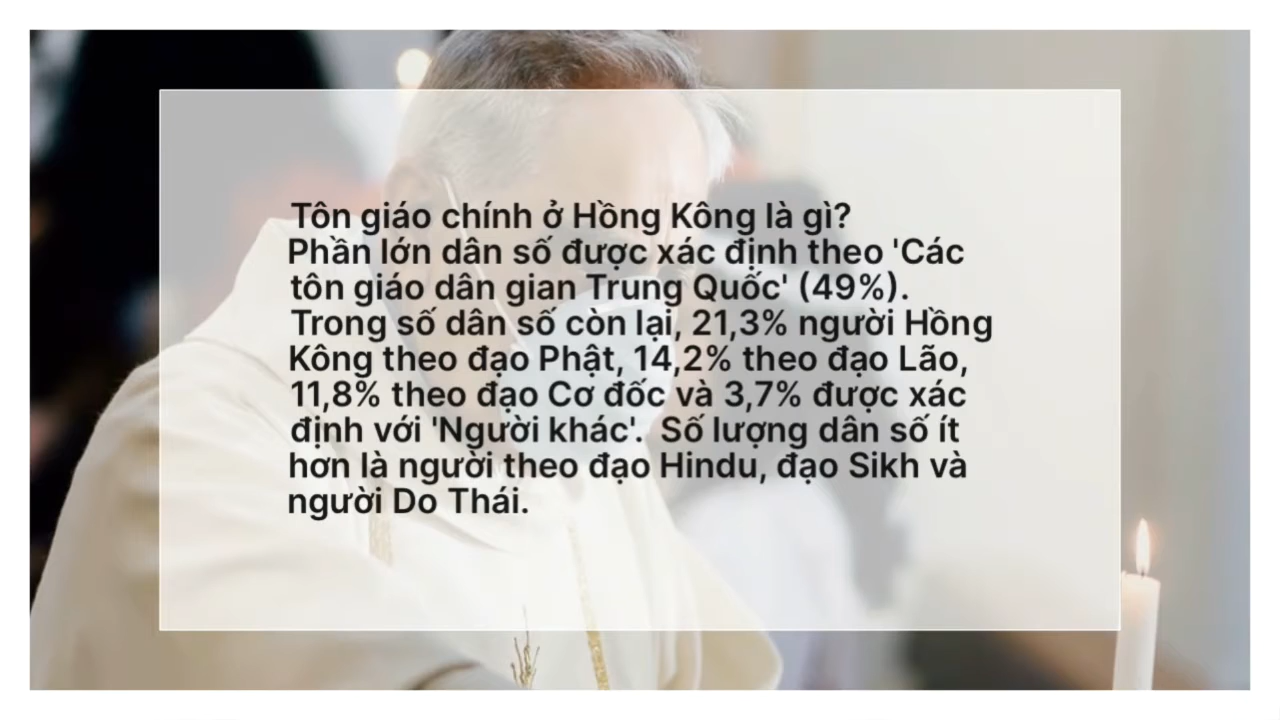 Tôn giáo chính ở Hồng Kông là gì?
Phần lớn dân số được xác định theo 'Các
tôn giáo dân gian Trung Quốc' (49%).
Trong số dân số còn lại, 21,3% người Hồng
Kông theo đạo Phật, 14,2% theo đạo Lão,
11,8% theo đạo Cơ đốc và 3,7% được xác
định với 'Người khác'.  Số lượng dân số ít
hơn là người theo đạo Hindu, đạo Sikh và
người Do Thái.